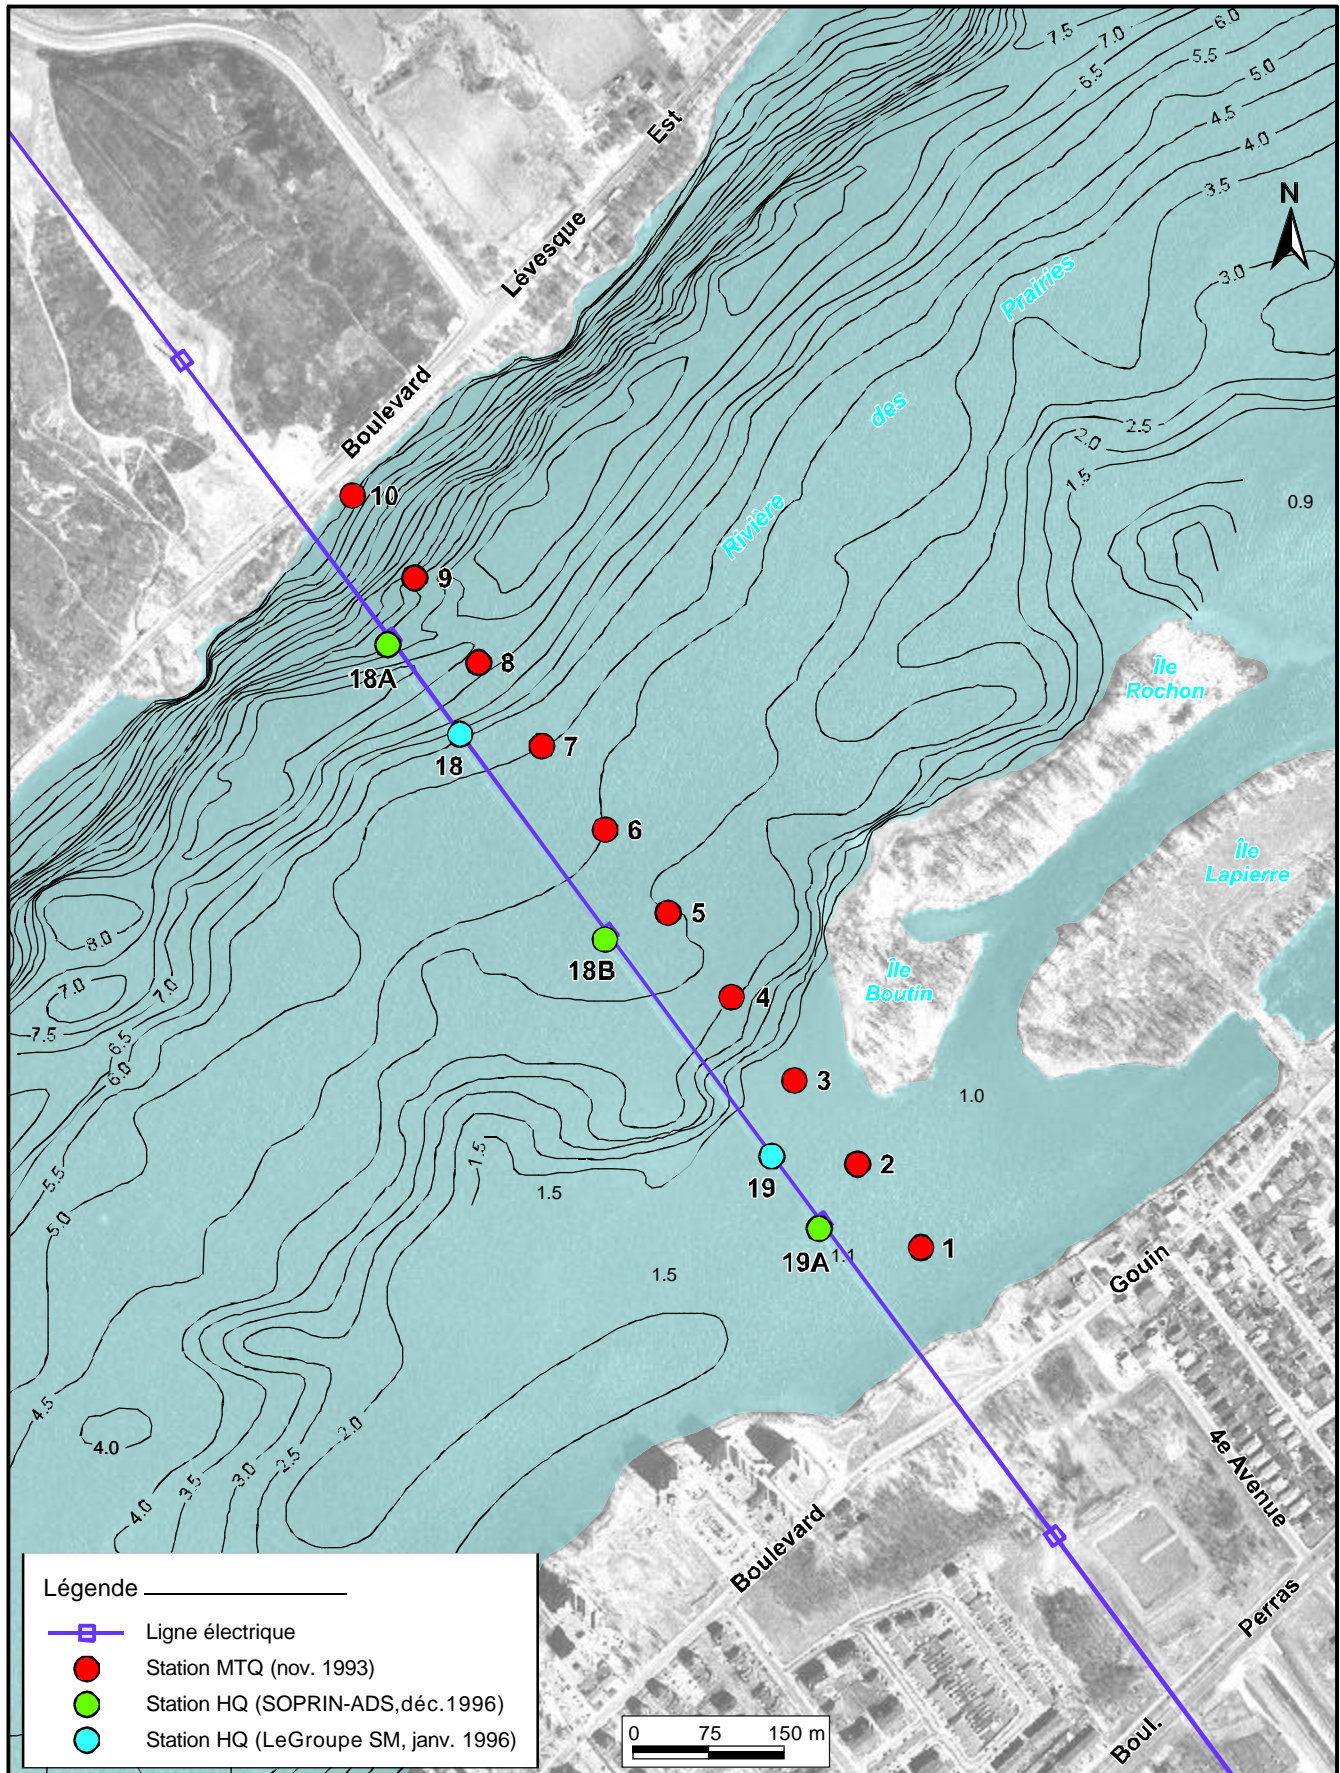 7.5
7.0
6.0
6.5
5.5
5.0
4.5
4.0
3.5
Est
N
Lévesque
3.0
Prairies
des
Boulevard
2.5
2.0
1.5
0.9
10
Rivière
9
8
18A
Île
Rochon
7
18
6
Île
Lapierre
5
8.0
18B
Île
Boutin
7.0
7.0
4
7.5
6.5
6.0
3
1.0
1.5
5.5
2
19
1.5
5.0
1
19A
1.1
Gouin
1.5
4.5
4.0
2.0
2.5
3.0
3.5
4.0
4e Avenue
Boulevard
Perras
Boul.
Légende
Ligne électrique
Station MTQ (nov. 1993)
Station HQ (SOPRIN-ADS,déc.1996)
Station HQ (LeGroupe SM, janv. 1996)
0 75 150 m